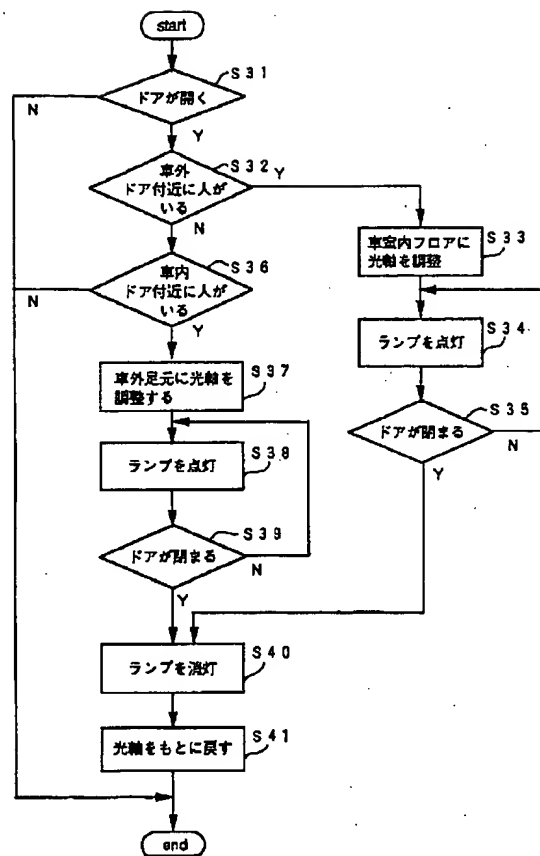 start
S31
ドアが開く
N
Y
S32
車外
ドア付近に人が
いる
Y
N
S33
車室内フロアに
光軸を調整
S36
車内
ドア付近に人が
いる
N
Y
S34
ランプを点灯
S37
車外足元に光軸を
調整する
S35
ドアが閉まる
N
Y
S38
ランプを点灯
S39
ドアが閉まる
N
Y
S40
ランプを消灯
S41
光軸をもとに戻す
end